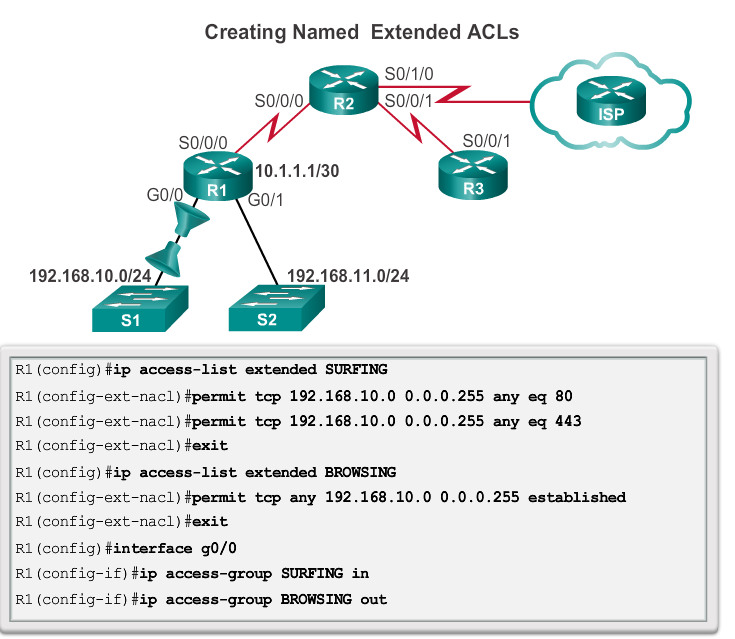 Creating Named Extended ACLs
S0/1/0
R2
S0/0/0
S0/0/1
ISP
S0/0/0
S0/0/1
10.1.1.1/30
R1
R3
G0/0
G0/1
192.168.10.0/24
192.168.11.0/24
S1
S2
R1(config)#ip access-list extended SURFING
R1(config-ext-nacl)#permit tcp 192.168.10.0 0.0.0.255 any eq 80
R1(config-ext-nacl)#permit tcp 192.168.10.0 0.0.0.255 any eq 443
R1(config-ext-nacl)#exit
R1(config)#ip access-list extended BROWSING
R1(config-ext-nacl)#permit tcp any 192.168.10.0 0.0.0.255 established
R1(config-ext-nacl)#exit
R1(config)#interface g0/0
R1(config-if)#ip access-group SURFING in
R1(config-if)#ip access-group BROWSING out